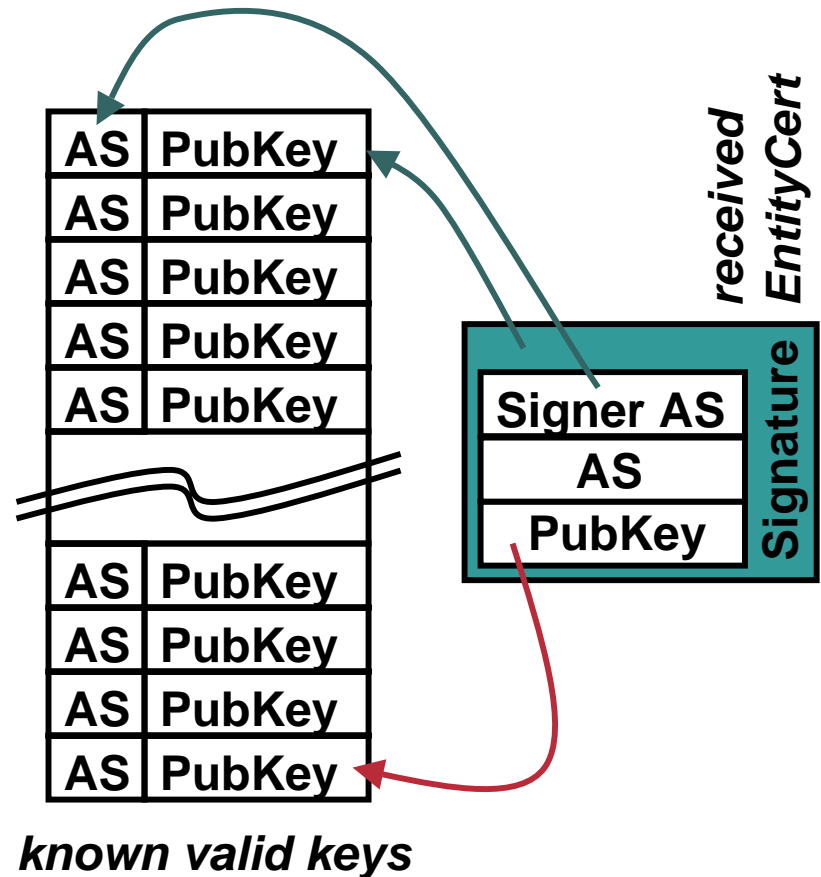 AS PubKey
AS PubKey
AS PubKey
AS PubKey
AS PubKey
AS PubKey
AS PubKey
AS PubKey
AS PubKey
known valid keys
received
EntityCert
Signer AS
AS
PubKey
Signature